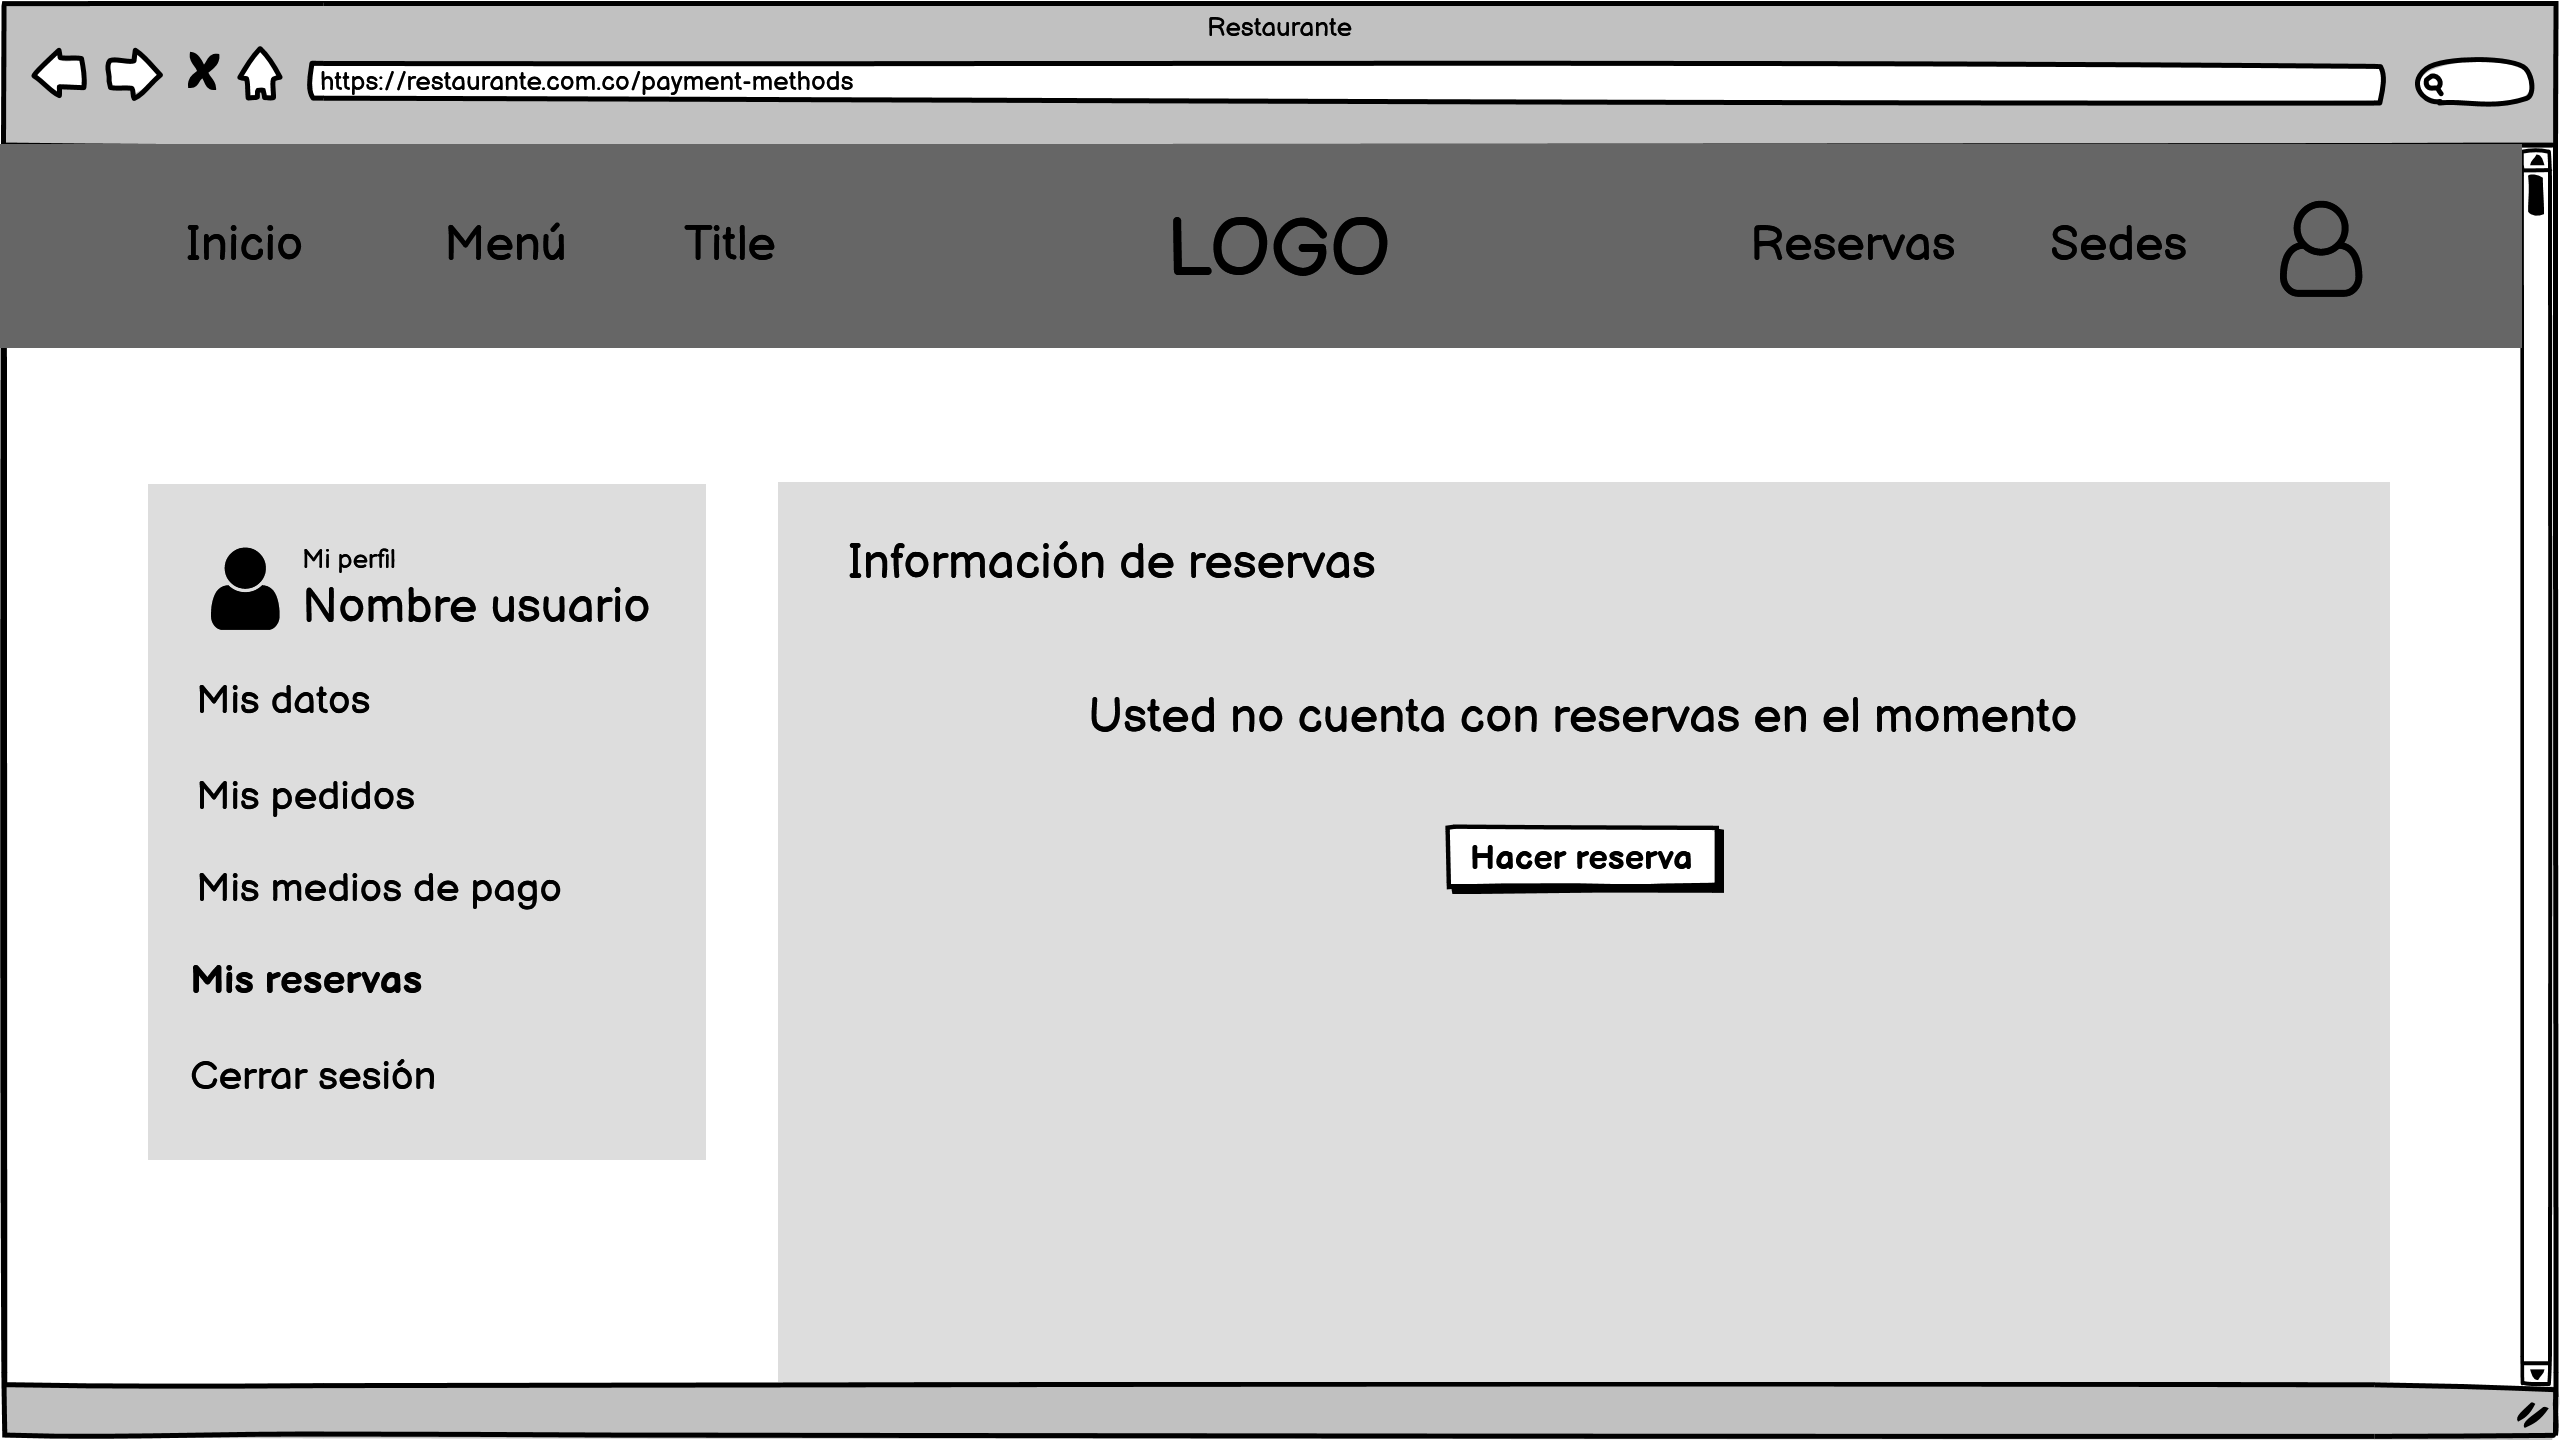 Restaurante
https://restaurante.com.co/payment-methods
Inicio
Menú
Title
LOGO
Reservas
Sedes
Mi perfil
Nombre usuario
Mis datos
Mis pedidos
Mis medios de pago
Mis reservas
Cerrar sesión
Información de reservas
Usted no cuenta con reservas en el momento
Hacer reserva